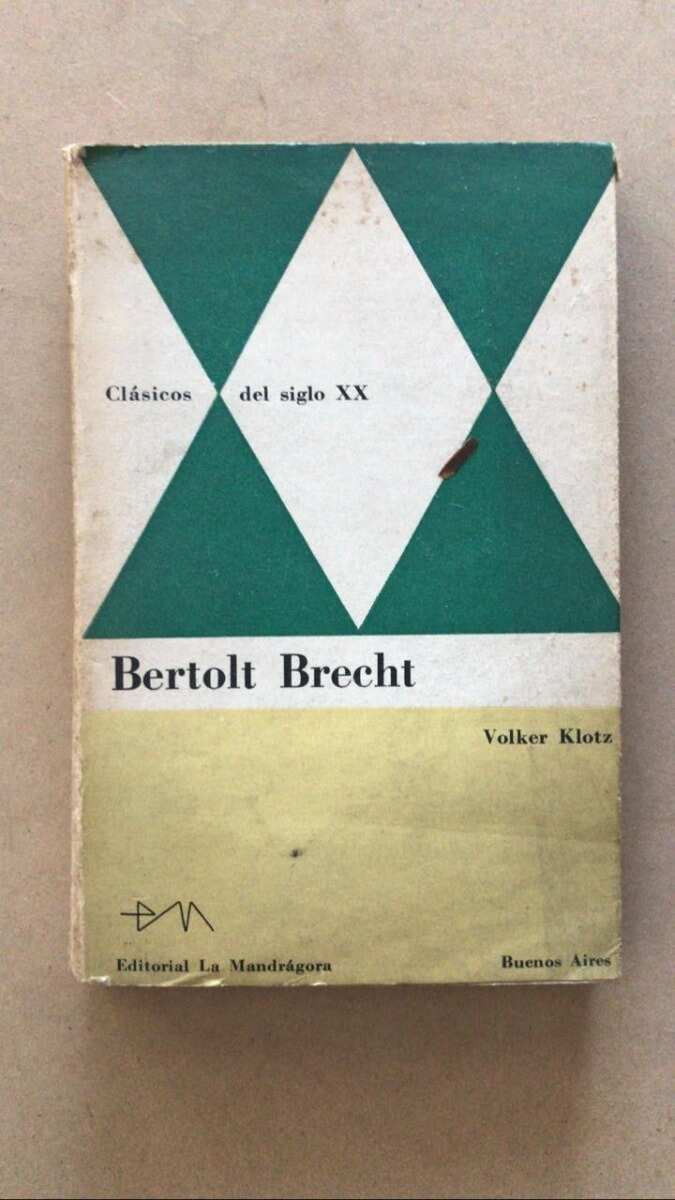 Clásicos del siglo XX
Bertolt Brecht
Volker Klotz
Editorial La Mandrágora
Buenos Aires